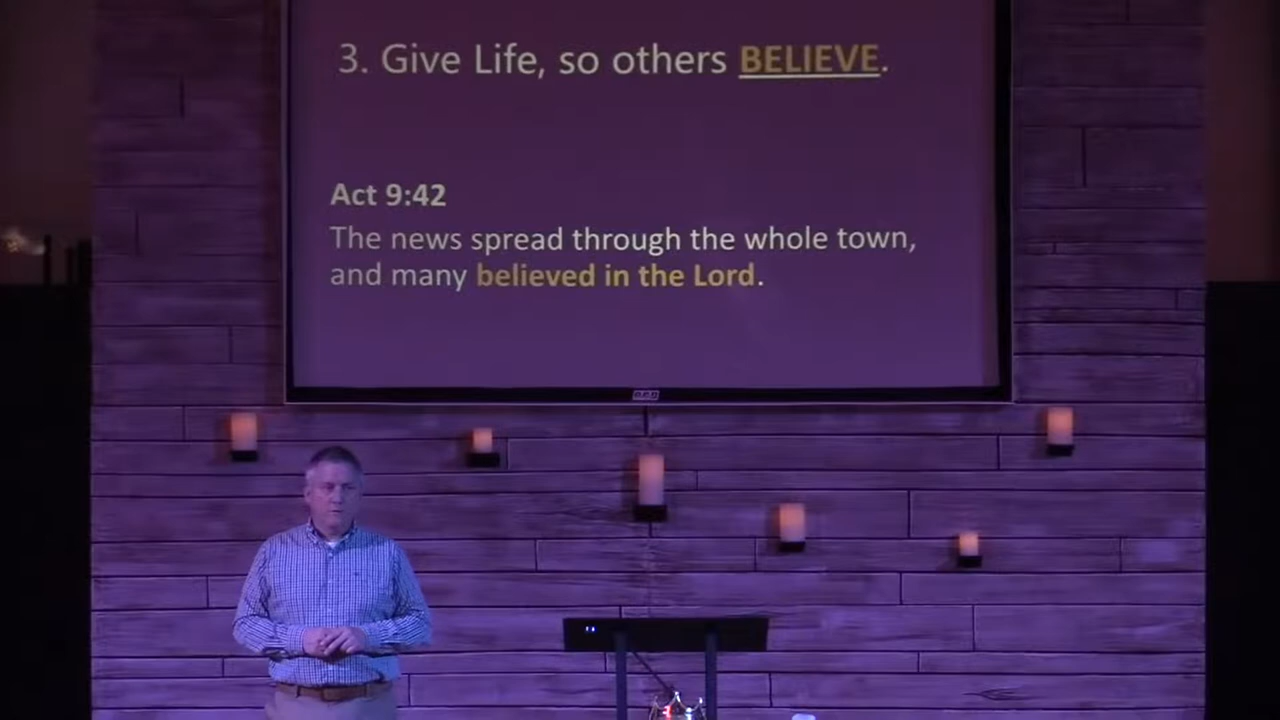 3. Give Life, so others BELIEVE.
Act 9:42
The news spread through the whole town,
and many believed in the Lord.